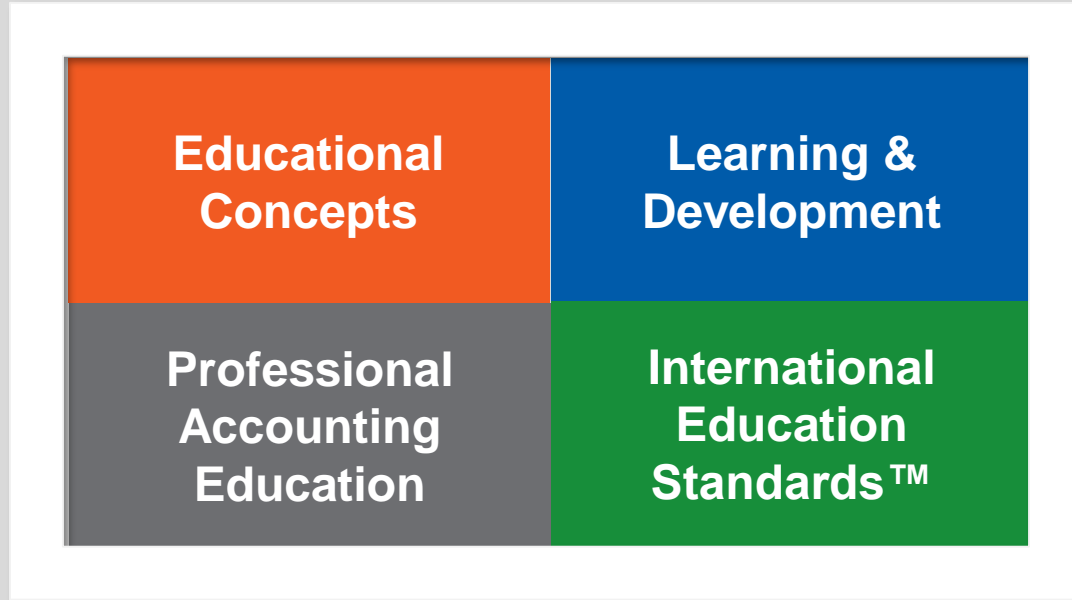 Educational
Concepts
Learning &
Development
Professional
Accounting
Education
International
Education
Standards™